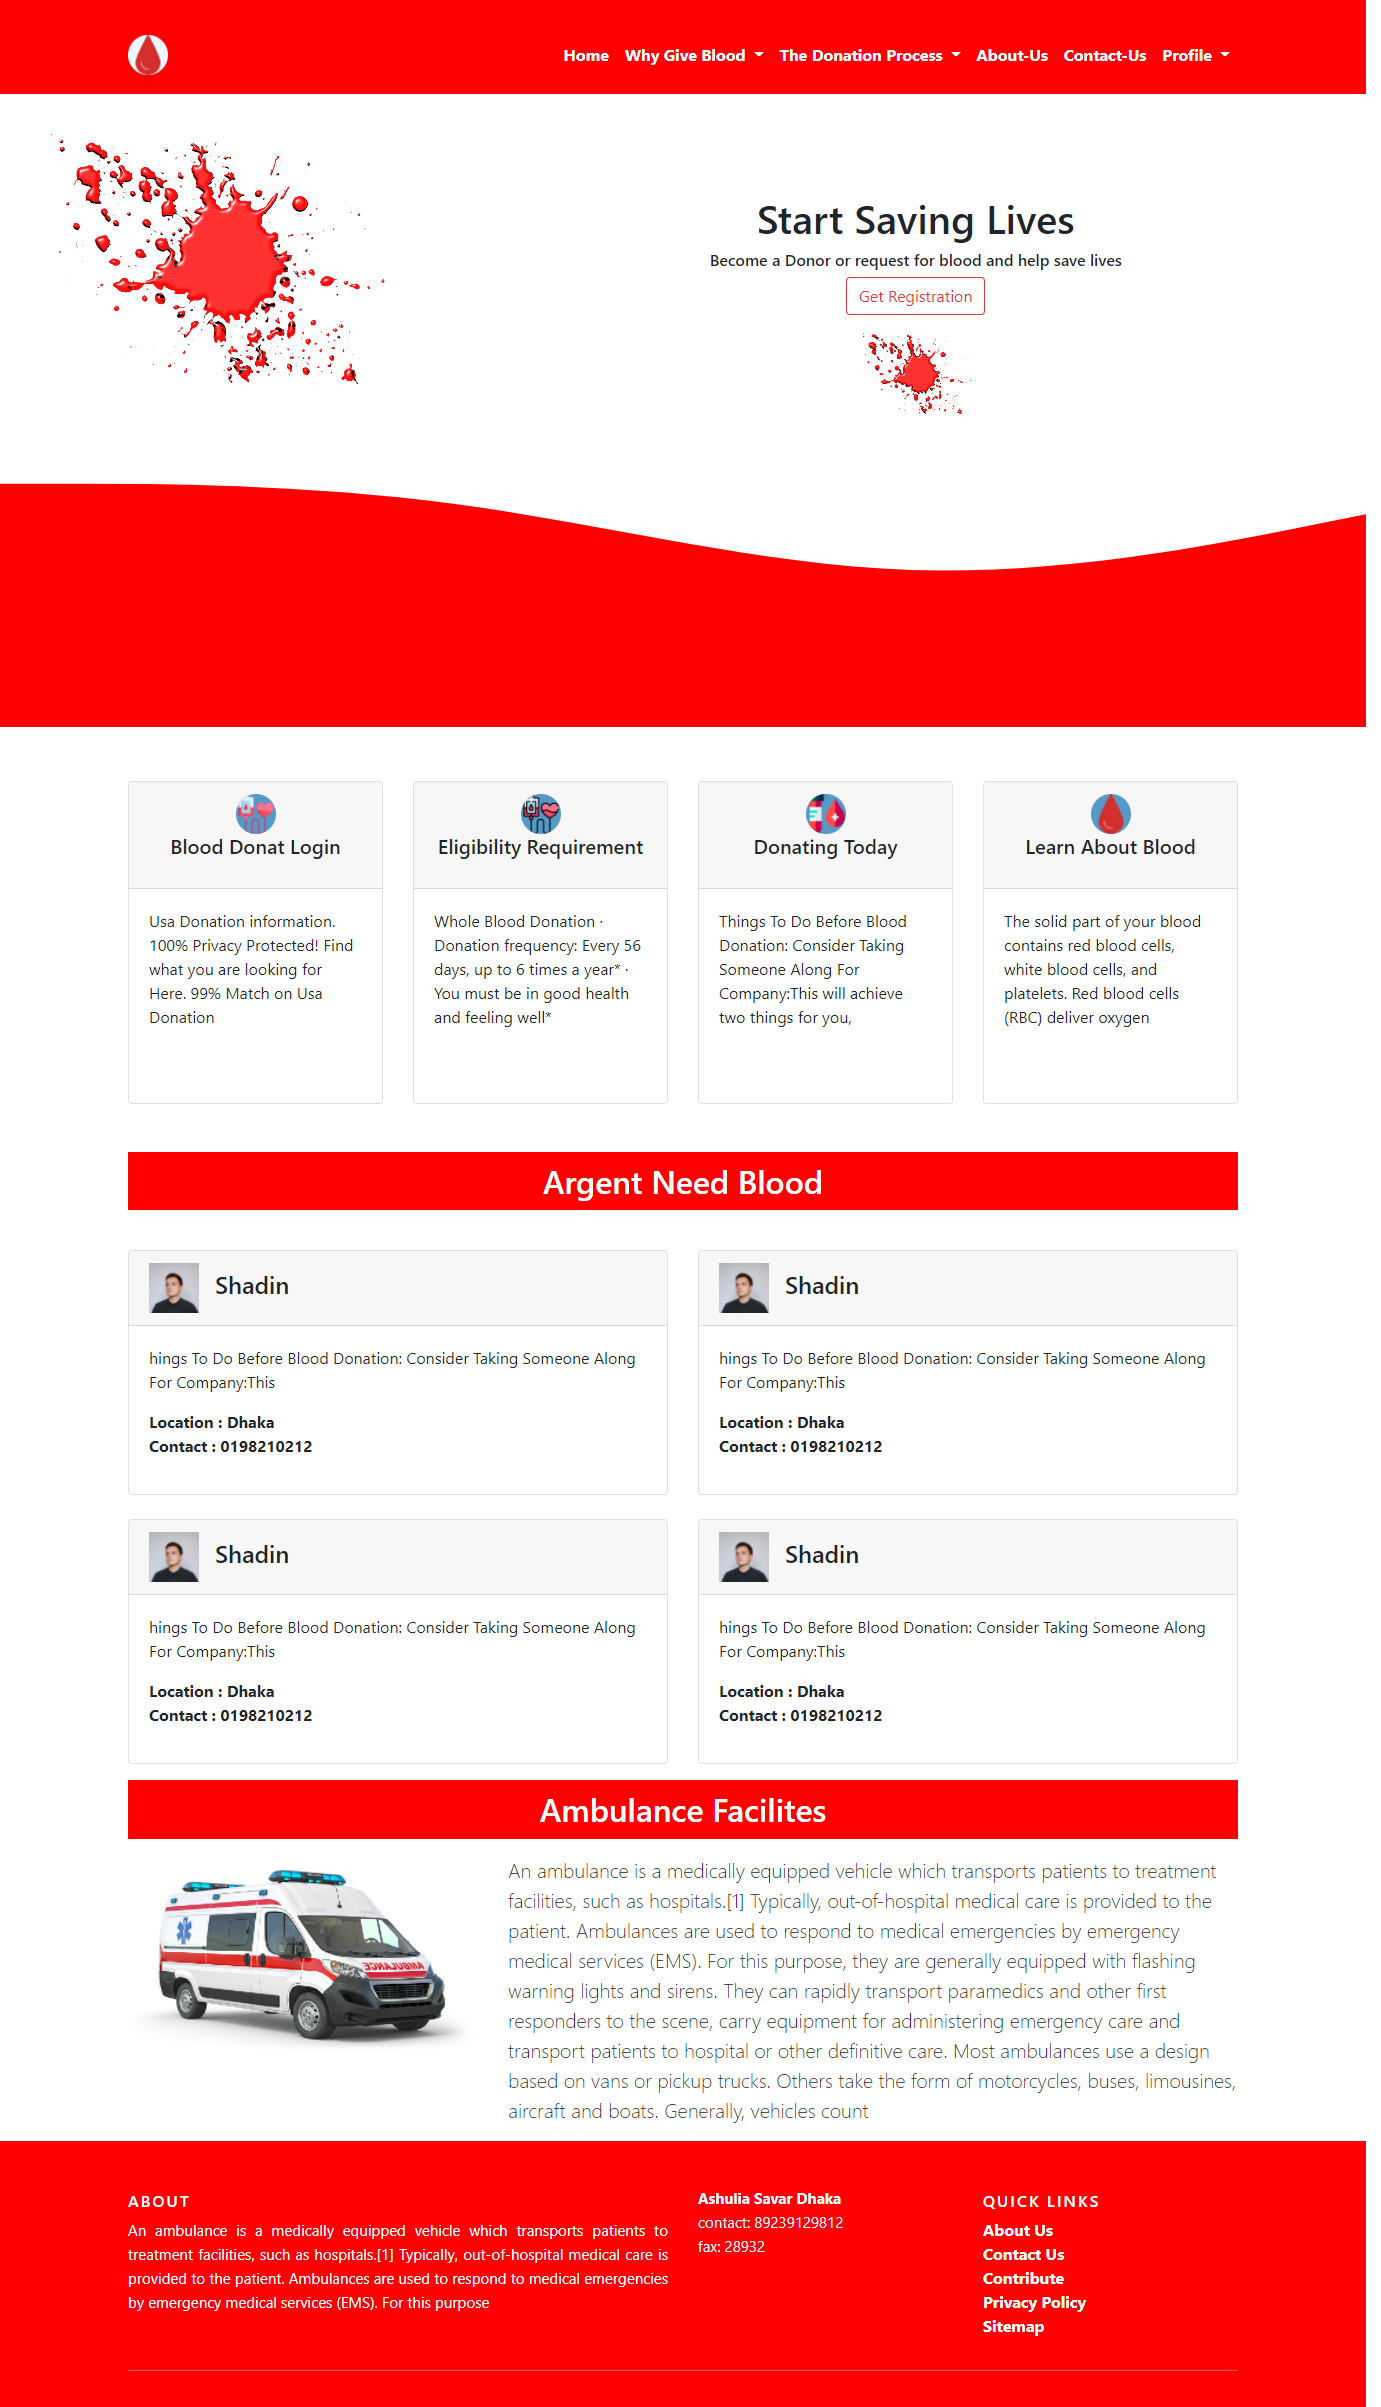 Home Why Give Blood The Donation Process About-Us Contact-Us Profile
Start Saving Lives
Become a Donor or request for blood and help save lives
Get Registration
Blood Donat Login
Usa Donation information.
100% Privacy Protected! Find
what you are looking for
Here. 99% Match on Usa
Donation
Eligibility Requirement
Whole Blood Donation ·
Donation frequency: Every 56
days, up to 6 times a year* ·
You must be in good health
and feeling well*
Donating Today
Things To Do Before Blood
Donation: Consider Taking
Someone Along For
Company:This will achieve
two things for you,
Learn About Blood
The solid part of your blood
contains red blood cells,
white blood cells, and
platelets. Red blood cells
(RBC) deliver oxygen
Argent Need Blood
Shadin
hings To Do Before Blood Donation: Consider Taking Someone Along
For Company:This
Location : Dhaka
Contact : 0198210212
Shadin
hings To Do Before Blood Donation: Consider Taking Someone Along
For Company:This
Location : Dhaka
Contact : 0198210212
Shadin
hings To Do Before Blood Donation: Consider Taking Someone Along
For Company:This
Location : Dhaka
Contact : 0198210212
Shadin
hings To Do Before Blood Donation: Consider Taking Someone Along
For Company:This
Location : Dhaka
Contact : 0198210212
Ambulance Facilites
AMBULANCE
An ambulance is a medically equipped vehicle which transports patients to treatment
facilities, such as hospitals.[1] Typically, out-of-hospital medical care is provided to the
patient. Ambulances are used to respond to medical emergencies by emergency
medical services (EMS). For this purpose, they are generally equipped with flashing
warning lights and sirens. They can rapidly transport paramedics and other first
responders to the scene, carry equipment for administering emergency care and
transport patients to hospital or other definitive care. Most ambulances use a design
based on vans or pickup trucks. Others take the form of motorcycles, buses, limousines,
aircraft and boats. Generally, vehicles count
ABOUT
An ambulance is a medically equipped vehicle which transports patients to
treatment facilities, such as hospitals.[1] Typically, out-of-hospital medical care is
provided to the patient. Ambulances are used to respond to medical emergencies
by emergency medical services (EMS). For this purpose
Ashulia Savar Dhaka
contact: 89239129812
fax: 28932
QUICK LINKS
About Us
Contact Us
Contribute
Privacy Policy
Sitemap